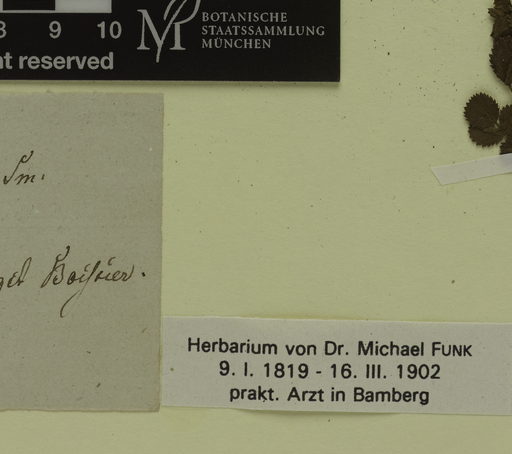 8 9 10
BOTANISCHE
STAATSSAMMLUNG
MÜNCHEN
t reserved
Sm.
Boissier.
Herbarium von Dr. Michael FUNK
9. I. 1819 - 16. III. 1902
prakt. Arzt in Bamberg